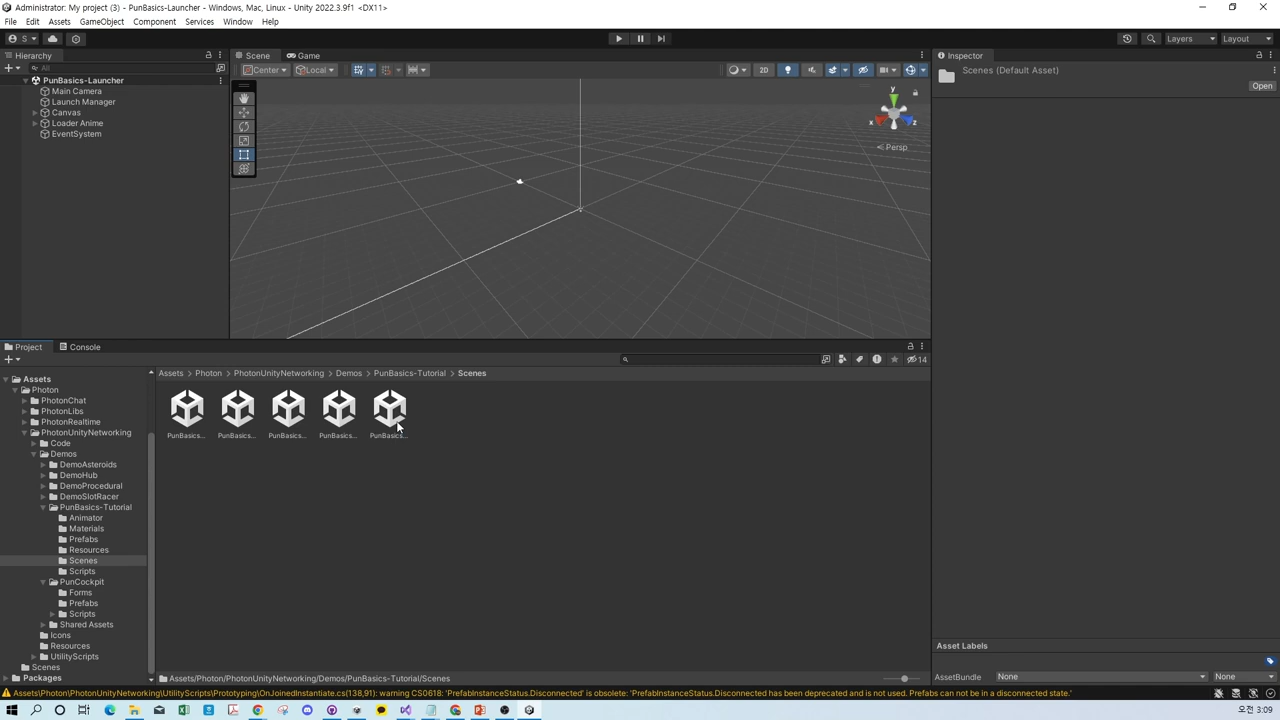 Administrator: My project (3) - PunBasics-Launcher - Windows, Mac, Linux - Unity 2022.3.9f1 <DX11>
File Edit Assets GameObject Component Services Window Help
S Layers Layout
Hierarchy Scene Game Inspector
All Center Local 2D Scenes (Default Asset)
Open
PunBasics-Launcher
Main Camera
Launch Manager
Canvas
Loader Anime
EventSystem
y
x z
Persp
Project Console
14
Assets Photon PhotonUnityNetworking Demos PunBasics-Tutorial Scenes
Assets
Photon
PhotonChat
PhotonLibs
PhotonRealtime
PhotonUnityNetworking
Code
Demos
DemoAsteroids
DemoHub
DemoProcedural
DemoSlotRacer
PunBasics-Tutorial
Animator
Materials
Prefabs
Resources
Scenes
Scripts
PunCockpit
Forms
Prefabs
Scripts
Shared Assets
Icons
Resources
UtilityScripts
Scenes
Packages
PunBasics... PunBasics... PunBasics... PunBasics... PunBasics...
Assets/Photon/PhotonUnityNetworking/Demos/PunBasics-Tutorial/Scenes
Asset Labels
AssetBundle None None
Assets\Photon\PhotonUnityNetworking\UtilityScripts\Prototyping\OnJoinedInstantiate.cs(138,91): warning CS0618: 'PrefabInstanceStatus.Disconnected' is obsolete: 'PrefabInstanceStatus.Disconnected has been deprecated and is not used. Prefabs can not be in a disconnected state.'
오전 3:09